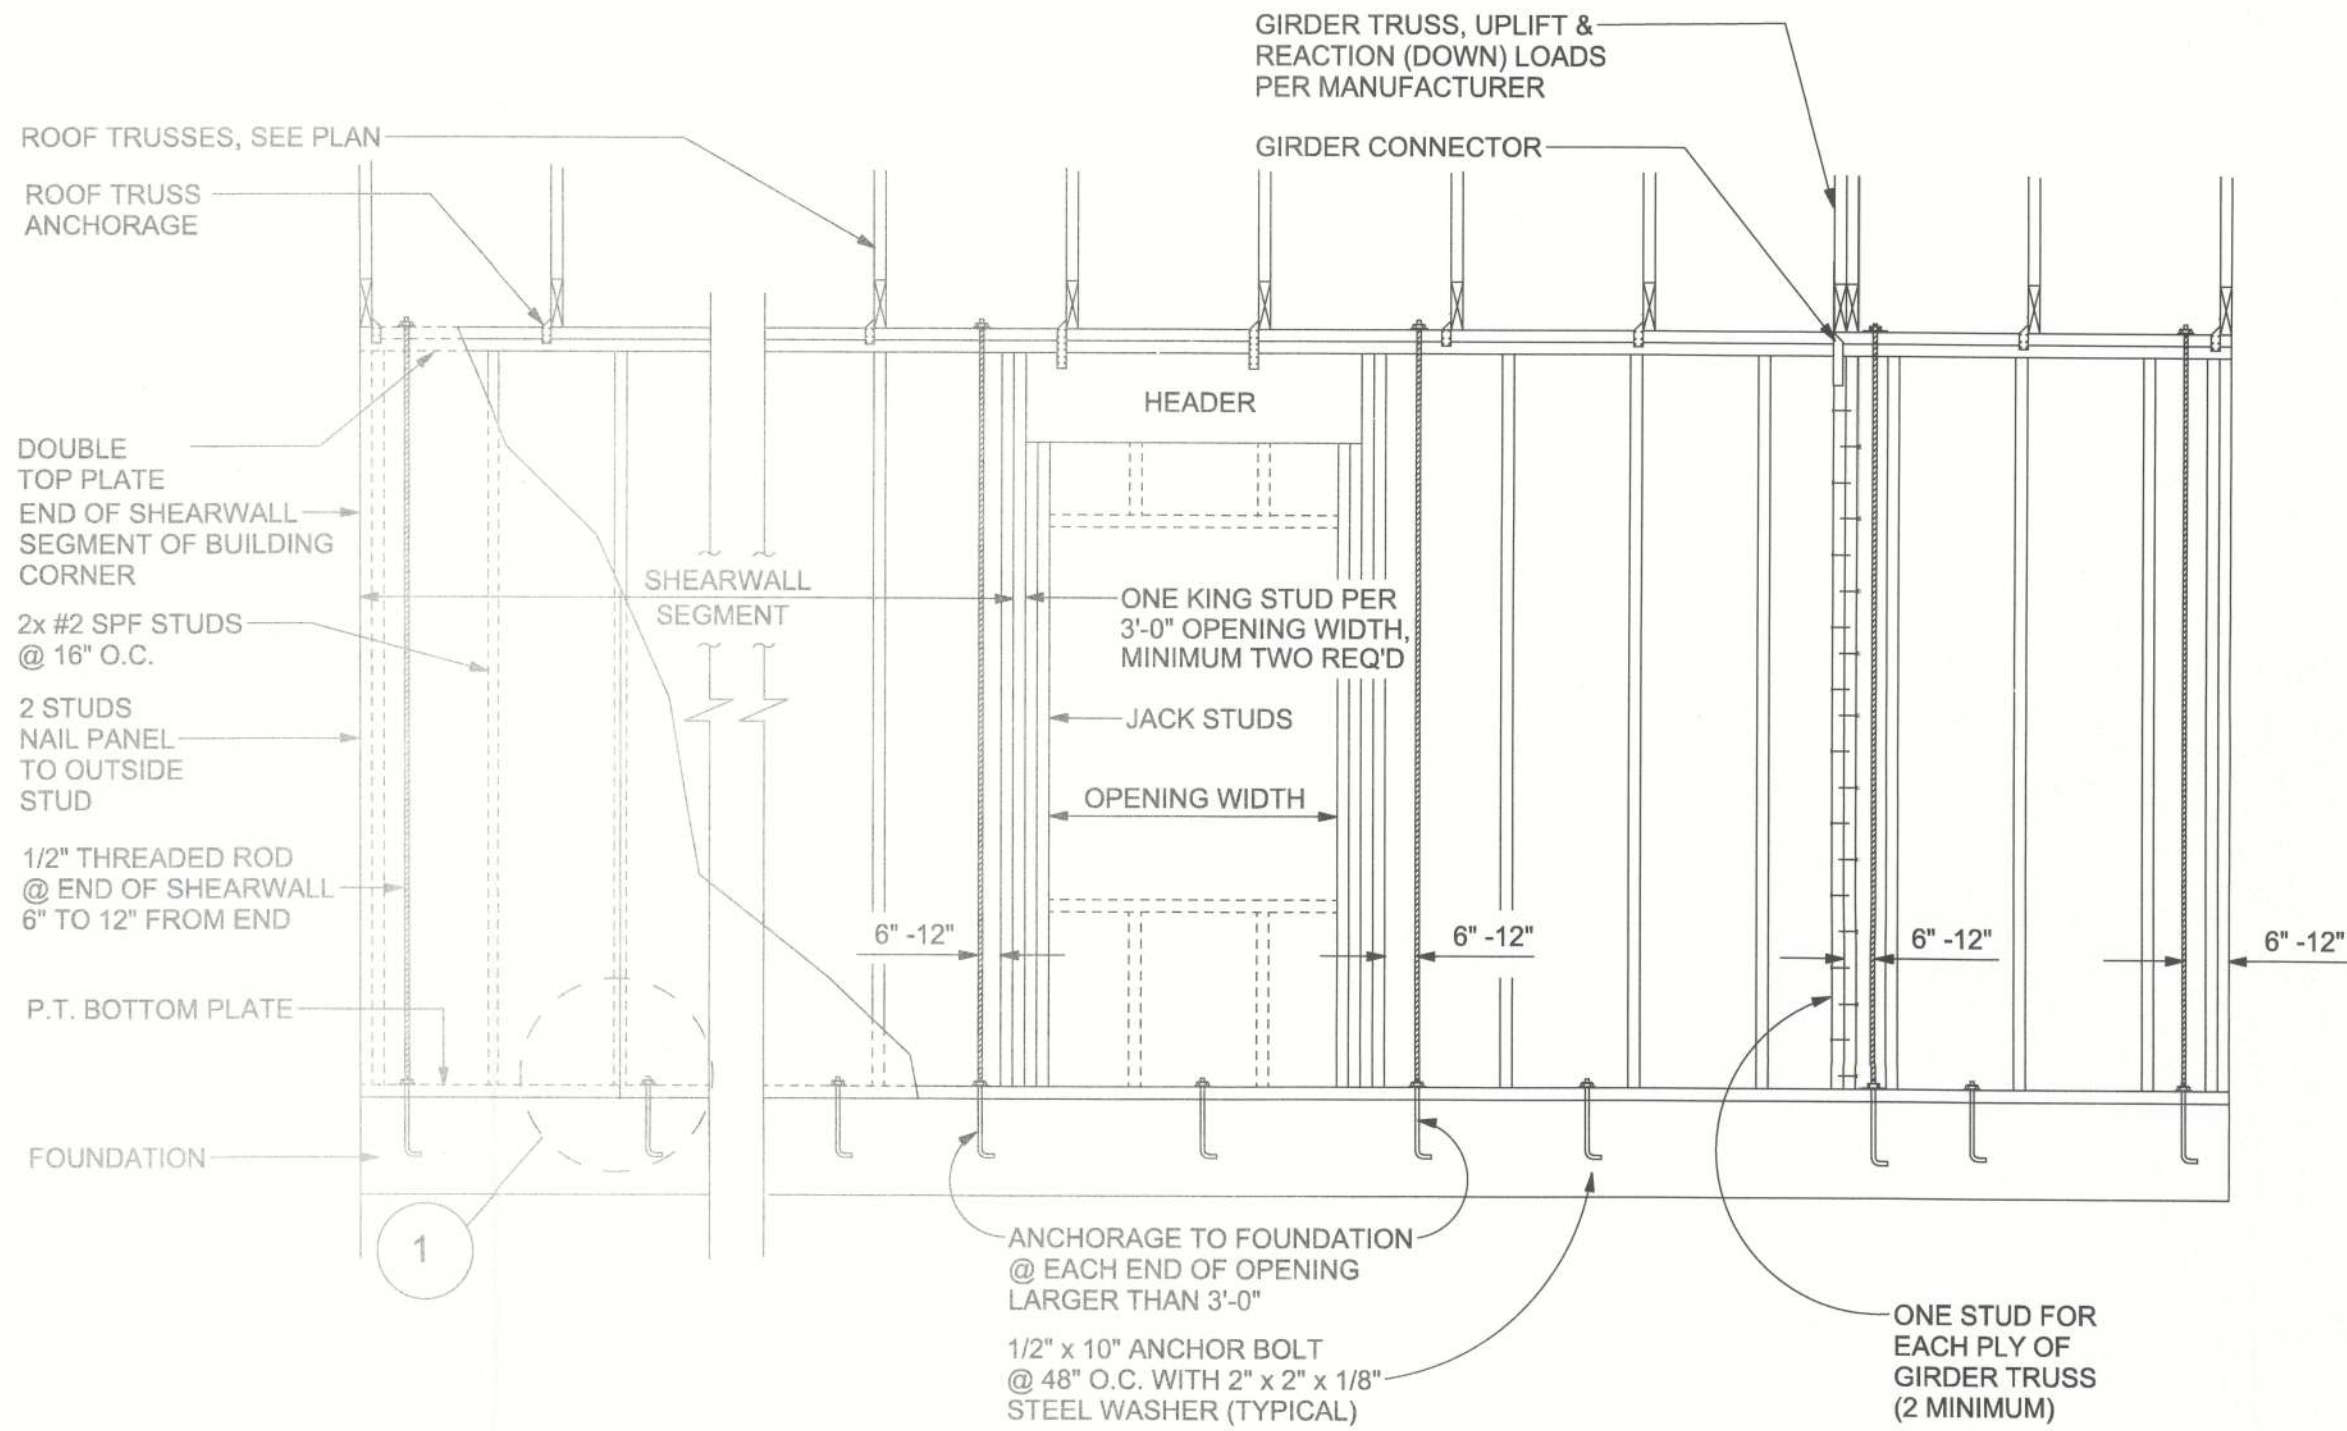 GIRDER TRUSS, UPLIFT &
REACTION (DOWN) LOADS
PER MANUFACTURER
ROOF TRUSSES, SEE PLAN
GIRDER CONNECTOR
ROOF TRUSS
ANCHORAGE
HEADER
DOUBLE
TOP PLATE
END OF SHEARWALL
SEGMENT OF BUILDING
CORNER
SHEARWALL
SEGMENT
ONE KING STUD PER
3'-0" OPENING WIDTH,
MINIMUM TWO REQ'D
2x #2 SPF STUDS
@ 16" O.C.
2 STUDS
NAIL PANEL
TO OUTSIDE
STUD
JACK STUDS
OPENING WIDTH
1/2" THREADED ROD
@ END OF SHEARWALL
6" TO 12" FROM END
6" -12"
6" -12"
6" -12"
6" -12"
P.T. BOTTOM PLATE
FOUNDATION
1
ANCHORAGE TO FOUNDATION
@ EACH END OF OPENING
LARGER THAN 3'-0"
1/2" x 10" ANCHOR BOLT
@ 48" O.C. WITH 2" x 2" x 1/8"
STEEL WASHER (TYPICAL)
ONE STUD FOR
EACH PLY OF
GIRDER TRUSS
(2 MINIMUM)